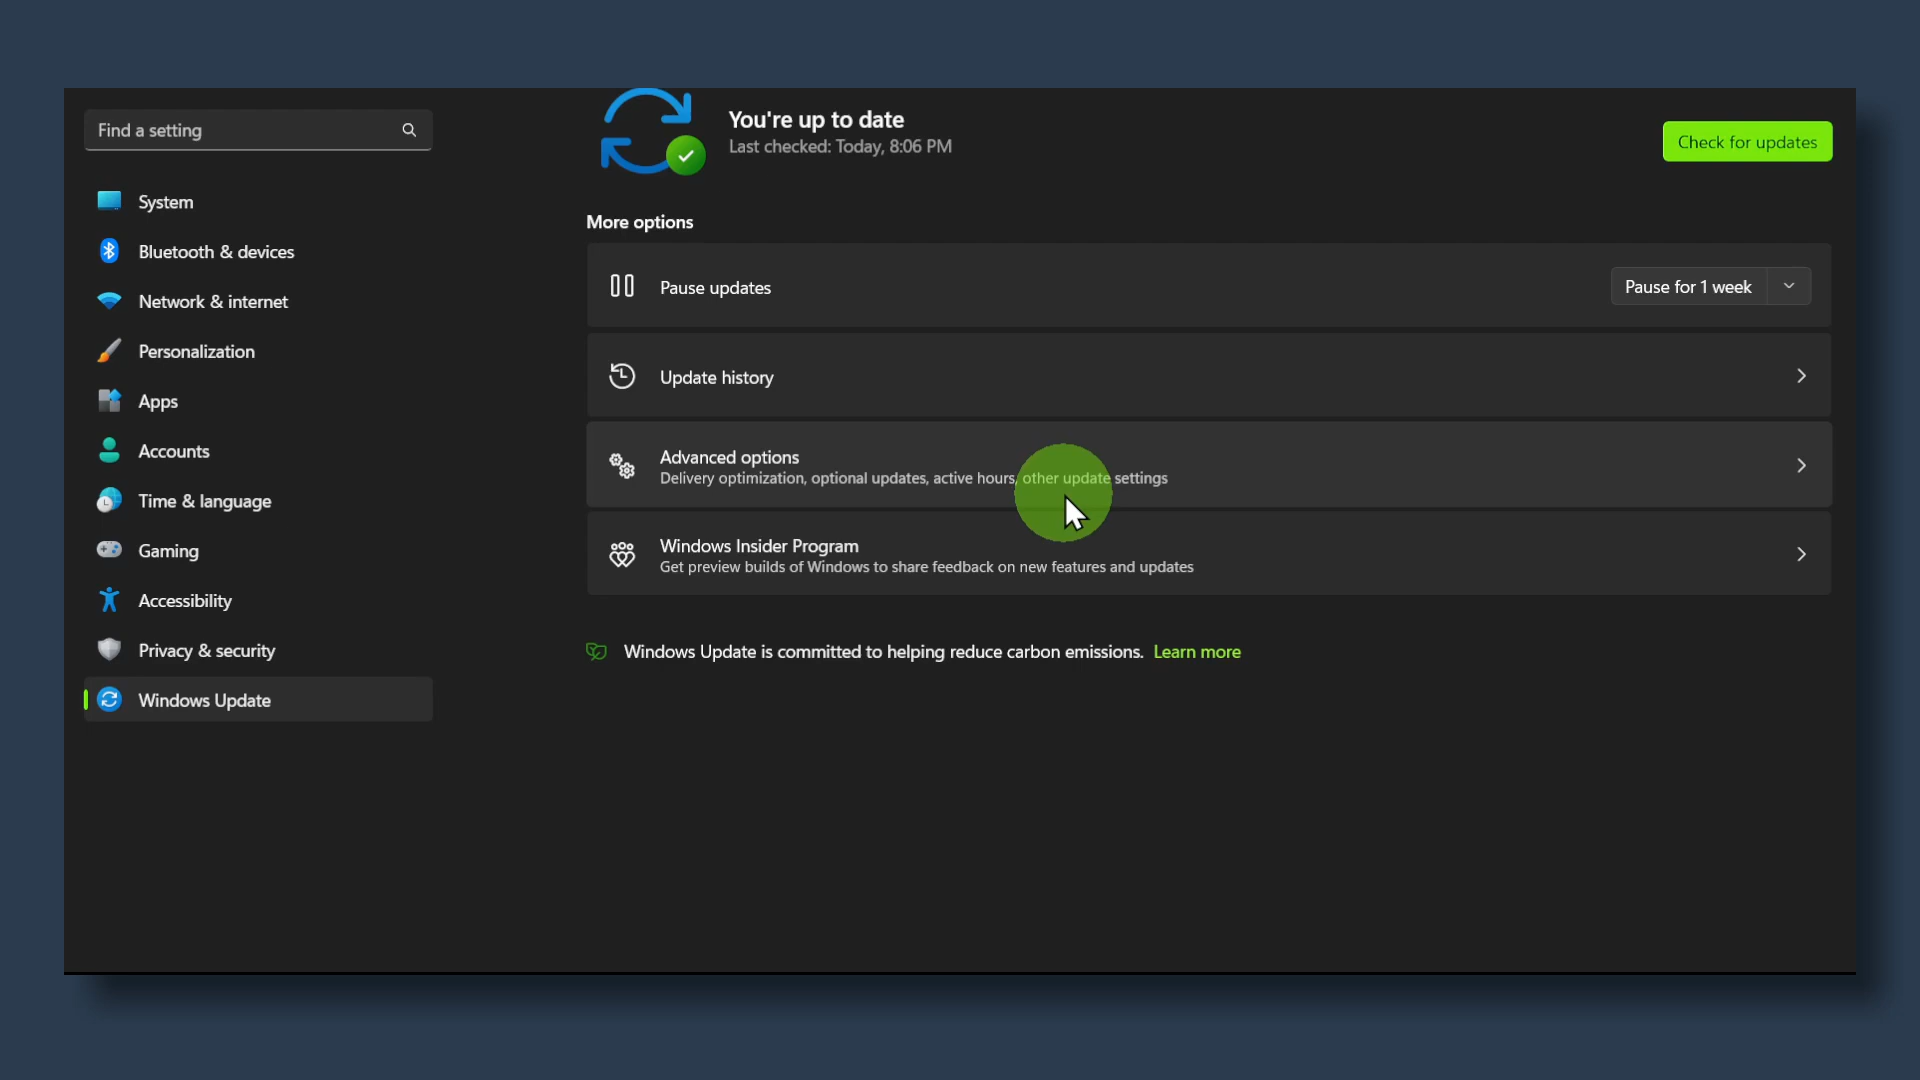 Find a setting
System
Bluetooth & devices
Network & internet
Personalization
Apps
Accounts
Time & language
Gaming
Accessibility
Privacy & security
Windows Update
You're up to date
Last checked: Today, 8:06 PM
Check for updates
More options
Pause updates
Pause for 1 week
Update history
Advanced options
Delivery optimization, optional updates, active hours, other update settings
Windows Insider Program
Get preview builds of Windows to share feedback on new features and updates
Windows Update is committed to helping reduce carbon emissions. Learn more